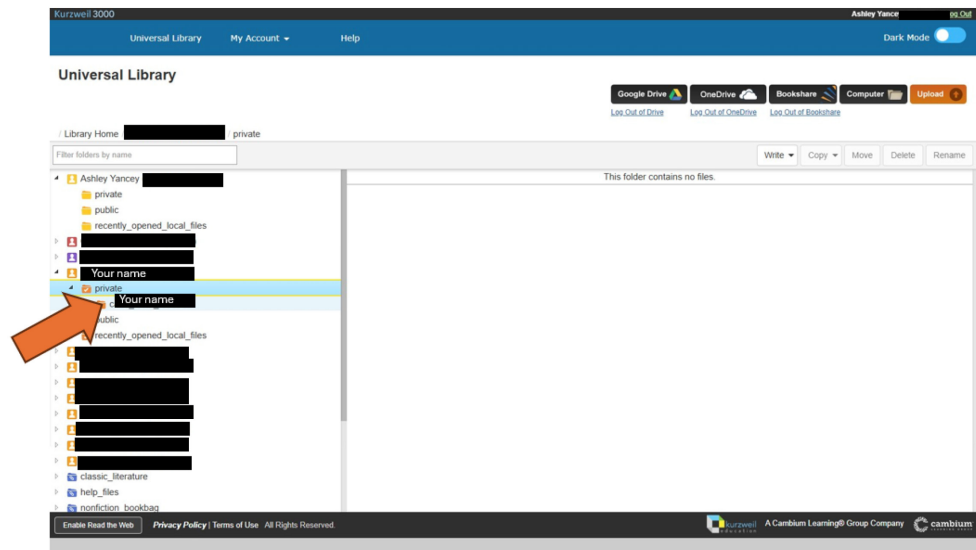 Kurzweil 3000
Ashley Yance
og Out
Universal Library My Account Help
Dark Mode
Universal Library
Google Drive OneDrive Bookshare Computer Upload
Log Out of Drive Log Out of OneDrive Log Out of Bookshare
/ Library Home / private
Filter folders by name
Write Copy Move Delete Rename
Ashley Yancey
This folder contains no files.
private
public
recently_opened_local_files
Your name
private
Your name
public
recently_opened_local_files
classic_literature
help_files
nonfiction_bookbag
Enable Read the Web Privacy Policy | Terms of Use All Rights Reserved.
kurzweil education A Cambium Learning® Group Company cambium LEARNING GROUP